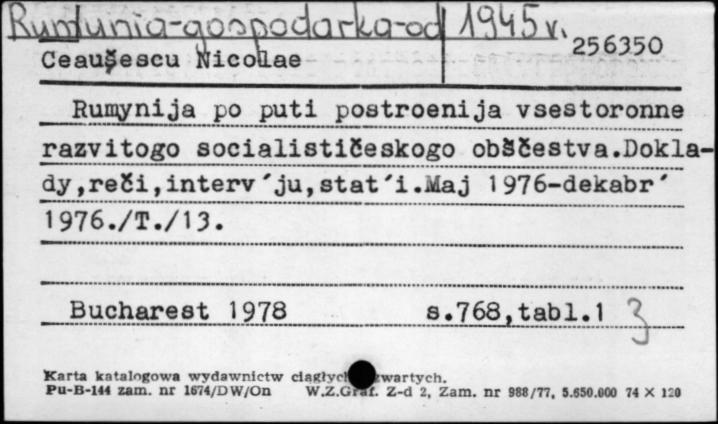 Rumunia-gospodarka-od 1945 r.
256350
Ceauşescu Nicolae
Rumynija po puti postroenija vsestoronne
razvitogo socialističeskogo obščestva.Dokla-
dy,reči,interv´ju,stat´i.Maj 1976-dekabr´
1976./T./13.
Bucharest 1978 s.768,tabl.1 3
Karta katalogowa wydawnictw ciągłych zwartych.
Pu-B-144 zam. nr 1674/DW/On W.Z.Graf. Z-d 2, Zam. nr 988/77, 5.650.000 74 X 120